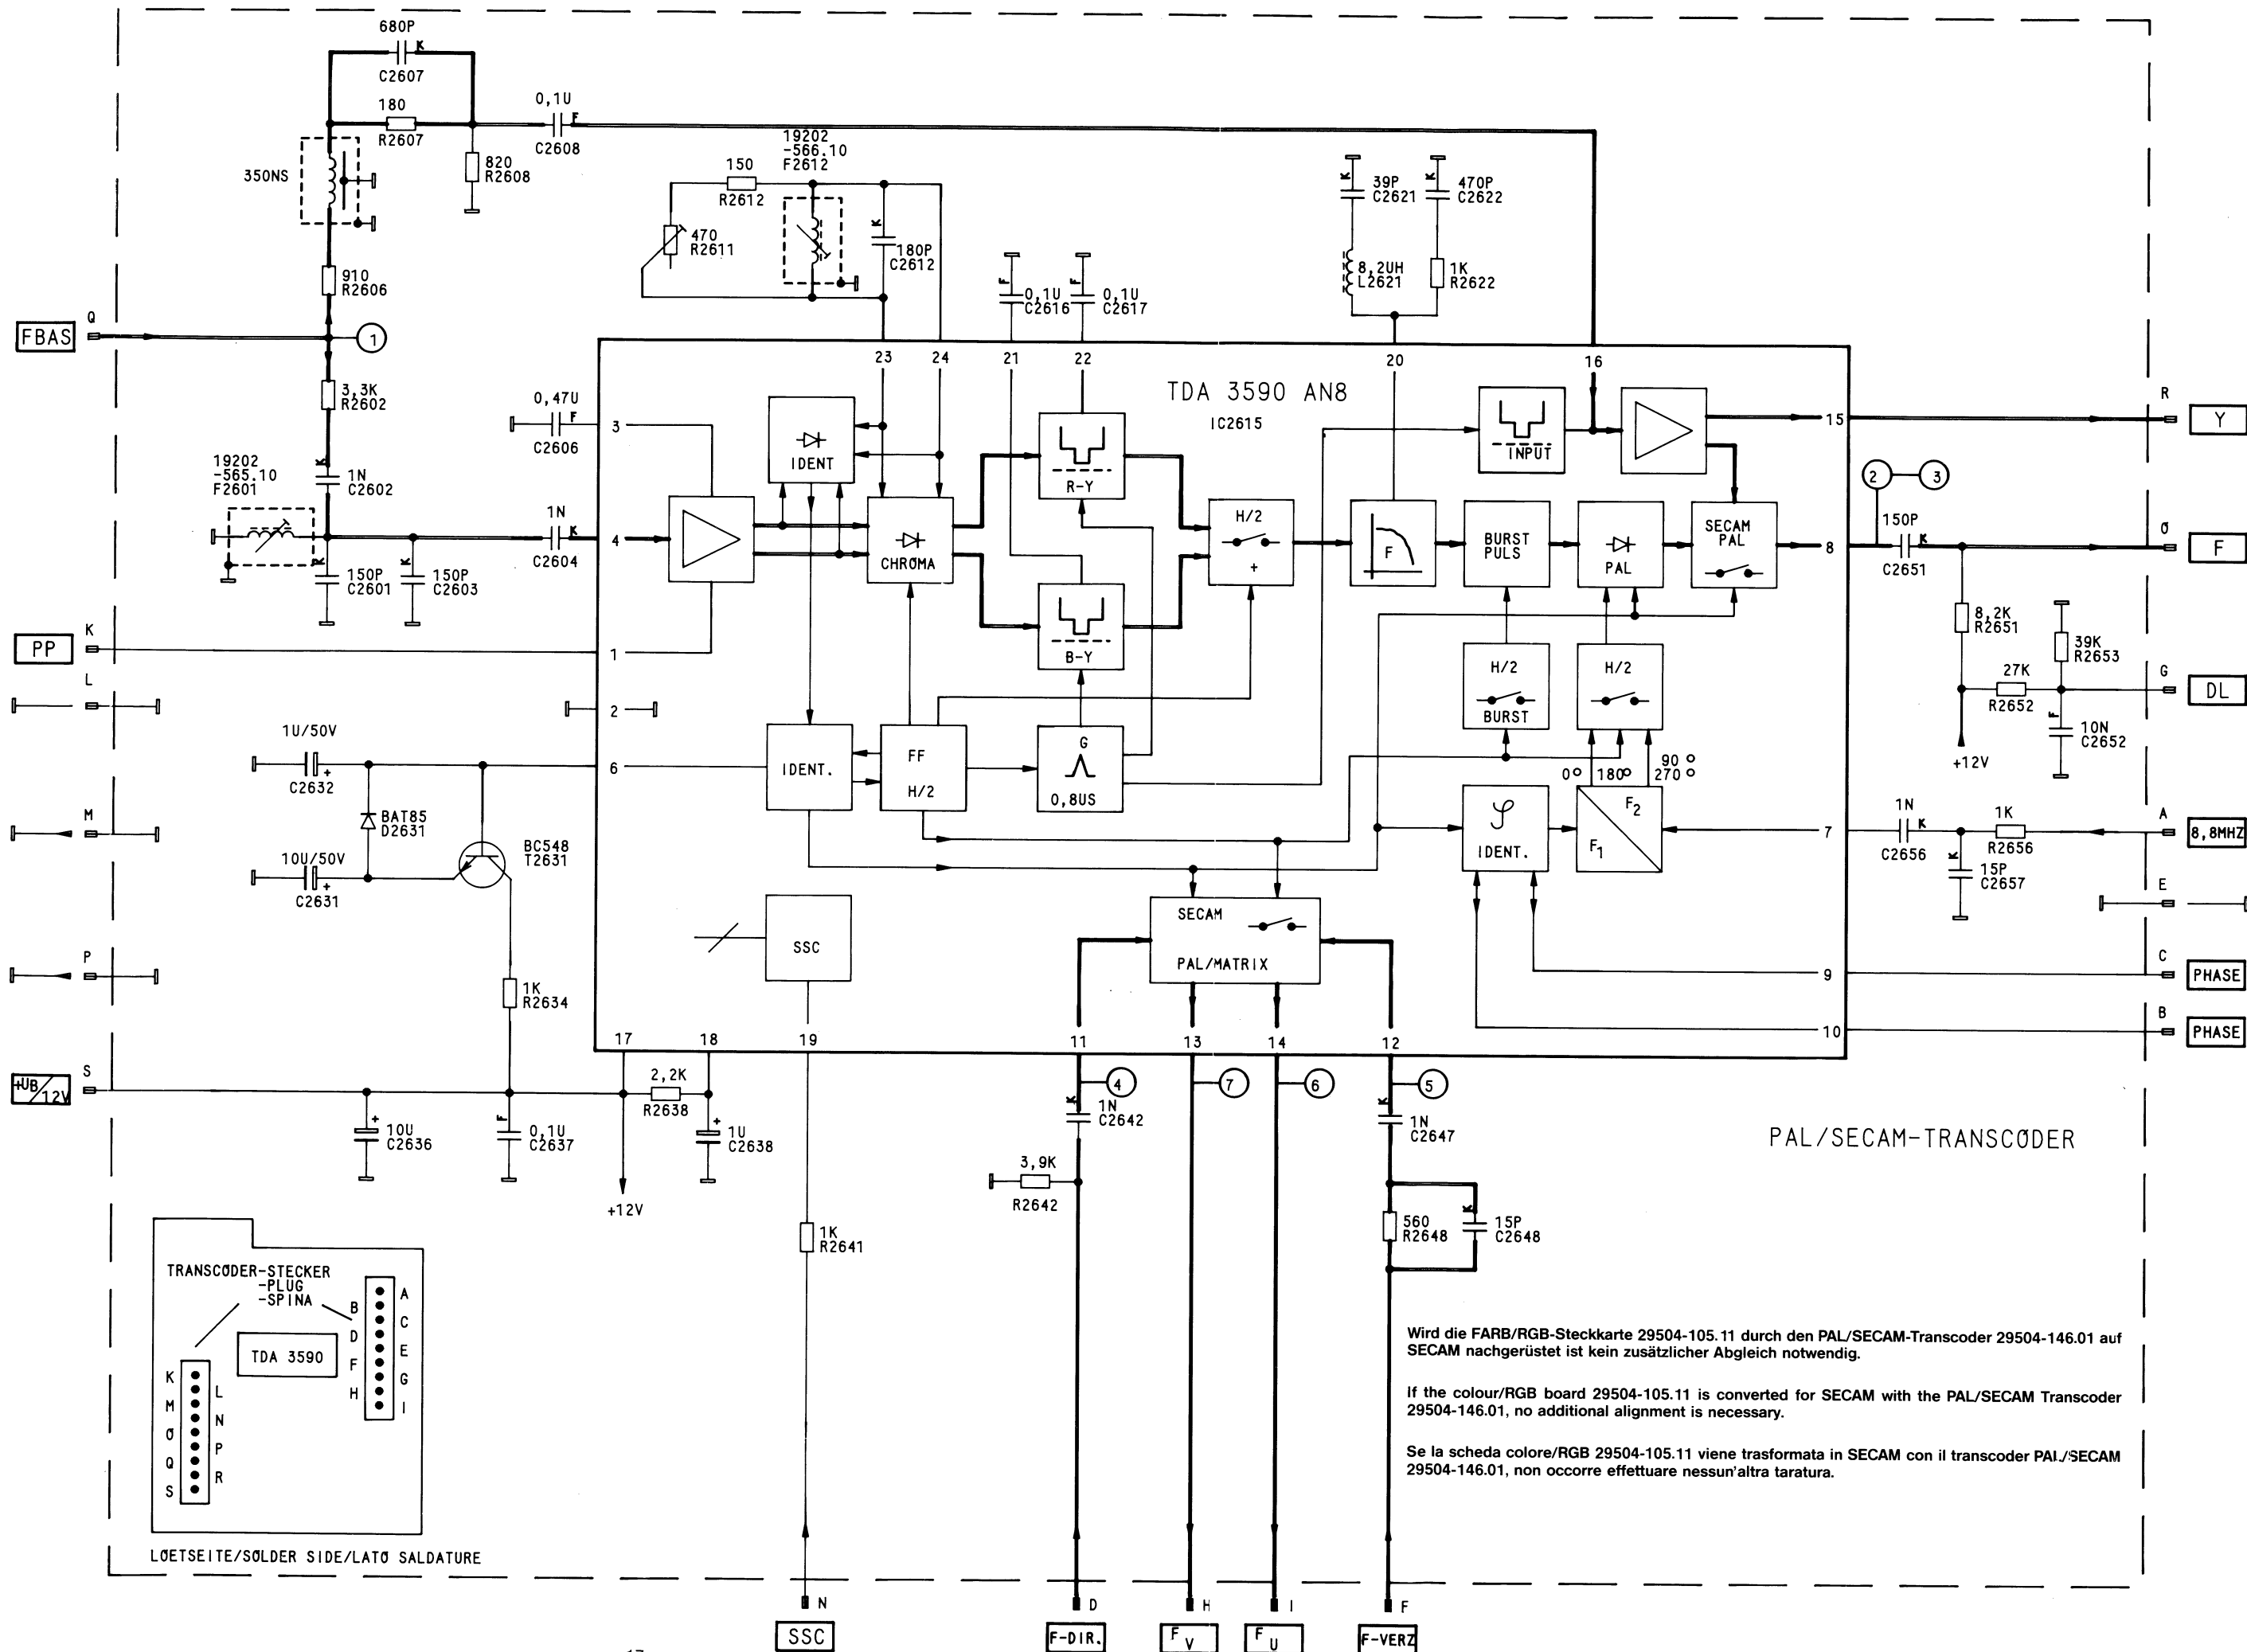 680P
K
C2607
180
R2607
0,1U
F
C2608
820
R2608
350NS
910
R2606
FBAS
Q
1
3,3K
R2602
K
1N
C2602
19202
-565.10
F2601
K
150P
C2601
150P
C2603
1N
K
C2604
0,47U
F
C2606
150
R2612
470
R2611
19202
-566.10
F2612
K
180P
C2612
F
0,1U
C2616
F
0,1U
C2617
K
39P
C2621
K
470P
C2622
8,2UH
L2621
1K
R2622
23
24
21
22
20
16
TDA 3590 AN8
IC2615
3
4
1
2
6
IDENT
CHRŌMA
R-Y
B-Y
H/2
+
F
INPUT
BURST
PULS
PAL
SECAM
PAL
H/2
BURST
H/2
IDENT.
FF
H/2
G
0,8US
0°
180°
90°
270°
IDENT.
F2
F1
SSC
SECAM
PAL/MATRIX
15
8
7
9
10
R
Y
2
3
150P
K
C2651
Ō
F
8,2K
R2651
39K
R2653
27K
R2652
G
DL
F
10N
C2652
+12V
1N
K
C2656
1K
R2656
A
8,8MHZ
K
15P
C2657
E
C
PHASE
B
PHASE
K
PP
L
M
P
1U/50V
+
C2632
BAT85
D2631
10U/50V
+
C2631
BC548
T2631
1K
R2634
S
+UB/12V
17
18
19
11
13
14
12
+
10U
C2636
F
0,1U
C2637
2,2K
R2638
+
1U
C2638
+12V
1K
R2641
4
7
6
5
K
1N
C2642
3,9K
R2642
K
1N
C2647
560
R2648
K
15P
C2648
PAL/SECAM-TRANSCŌDER
TRANSCŌDER-STECKER
-PLUG
-SPINA
TDA 3590
B
D
F
H
A
C
E
G
I
K
M
Ō
Q
S
L
N
P
R
LŌETSEITE/SŌLDER SIDE/LATŌ SALDATURE
Wird die FARB/RGB-Steckkarte 29504-105.11 durch den PAL/SECAM-Transcoder 29504-146.01 auf
SECAM nachgerüstet ist kein zusätzlicher Abgleich notwendig.
If the colour/RGB board 29504-105.11 is converted for SECAM with the PAL/SECAM Transcoder
29504-146.01, no additional alignment is necessary.
Se la scheda colore/RGB 29504-105.11 viene trasformata in SECAM con il transcoder PAL/SECAM
29504-146.01, non occorre effettuare nessun'altra taratura.
N
SSC
D
F-DIR.
H
FV
I
FU
F
F-VERZ